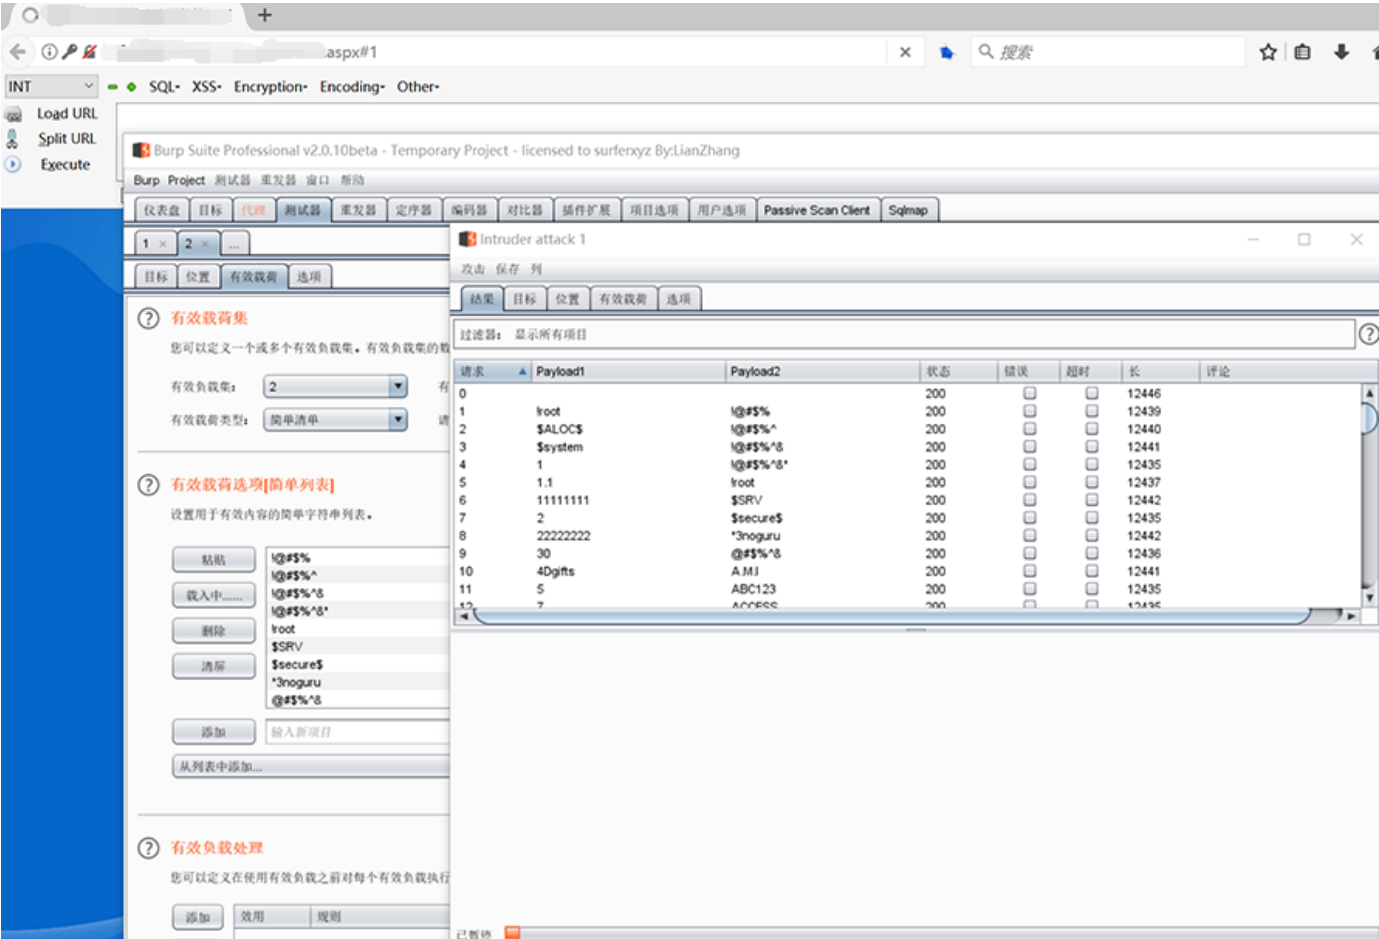 +
.aspx#1
搜索
INT SQL- XSS- Encryption- Encoding- Other-
Load URL
Split URL
Execute
Burp Suite Professional v2.0.10beta - Temporary Project - licensed to surferxyz By:LianZhang
Burp Project 测试器 重发器 窗口 帮助
仪表盘 目标 代理 测试器 重发器 定序器 编码器 对比器 插件扩展 项目选项 用户选项 Passive Scan Client Sqlmap
1 × 2 × ...
目标 位置 有效载荷 选项
? 有效载荷集
您可以定义一个或多个有效负载集。有效负载集的数
有效负载集: 2 有
有效载荷类型: 简单清单 请
? 有效载荷选项[简单列表]
设置用于有效内容的简单字符串列表。
粘贴
载入中......
删除
清屏
!@#$%
!@#$%^
!@#$%^&
!@#$%^&*
!root
$SRV
$secure$
*3noguru
@#$%^&
添加 输入新项目
从列表中添加...
? 有效负载处理
您可以定义在使用有效负载之前对每个有效负载执行
添加 效用 规则
Intruder attack 1
攻击 保存 列
结果 目标 位置 有效载荷 选项
过滤器: 显示所有项目 ?
请求 Payload1 Payload2 状态 错误 超时 长 评论
0 200 12446
1 !root !@#$% 200 12439
2 $ALOC$ !@#$%^ 200 12440
3 $system !@#$%^& 200 12441
4 1 !@#$%^&* 200 12435
5 1.1 !root 200 12437
6 11111111 $SRV 200 12442
7 2 $secure$ 200 12435
8 22222222 *3noguru 200 12442
9 30 @#$%^& 200 12436
10 4Dgifts A.M.I 200 12441
11 5 ABC123 200 12435
12 7 ACCESS 200 12435
已暂停